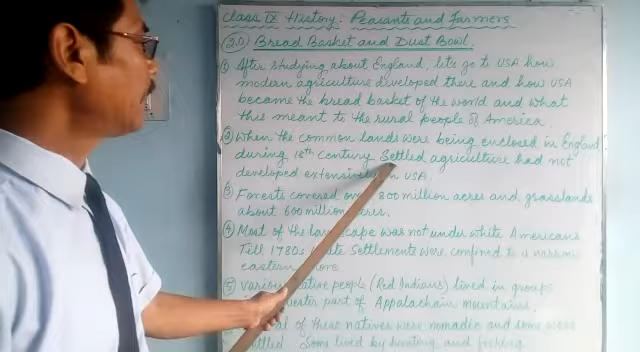 Class IX History: Peasants and Farmers
(2.0) Bread Basket and Dust Bowl.
① After studying about England, let's go to USA how
modern agriculture developed there and how USA
became the bread basket of the world and what
this meant to the rural people of America.
② When the common lands were being enclosed in England
during 18th Century Settled agriculture had not
developed extensively in USA.
③ Forests covered 800 million acres and grasslands
about 600 million acres.
④ Most of the landscape was not under white Americans
Till 1780s White Settlements were confined to a narrow
eastern
⑤ Various native people (Red Indians) lived in groups
part of Appalachain mountains.
of these natives were nomadic and some were
settled Some lived by hunting and